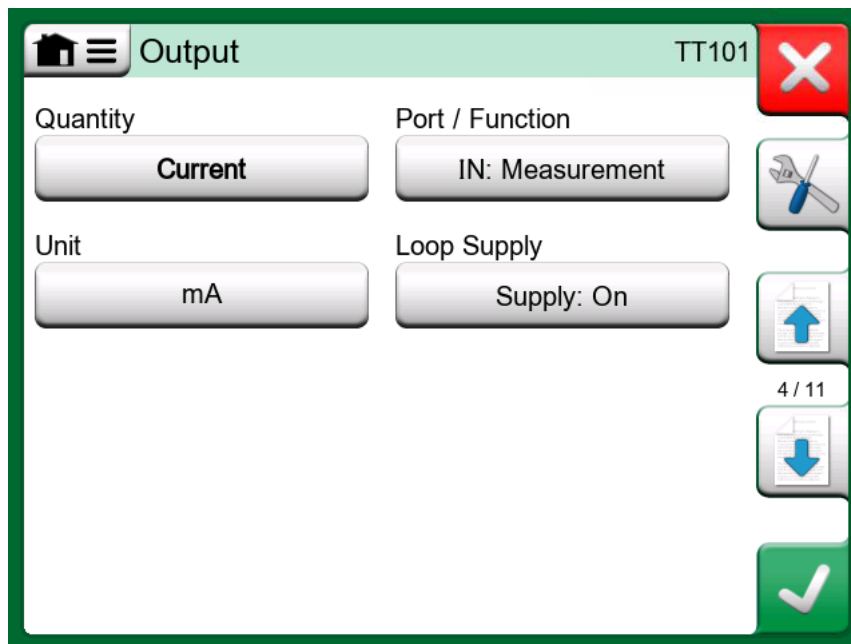 Output
TT101
Quantity
Port / Function
Current
IN: Measurement
Unit
Loop Supply
mA
Supply: On
4 / 11